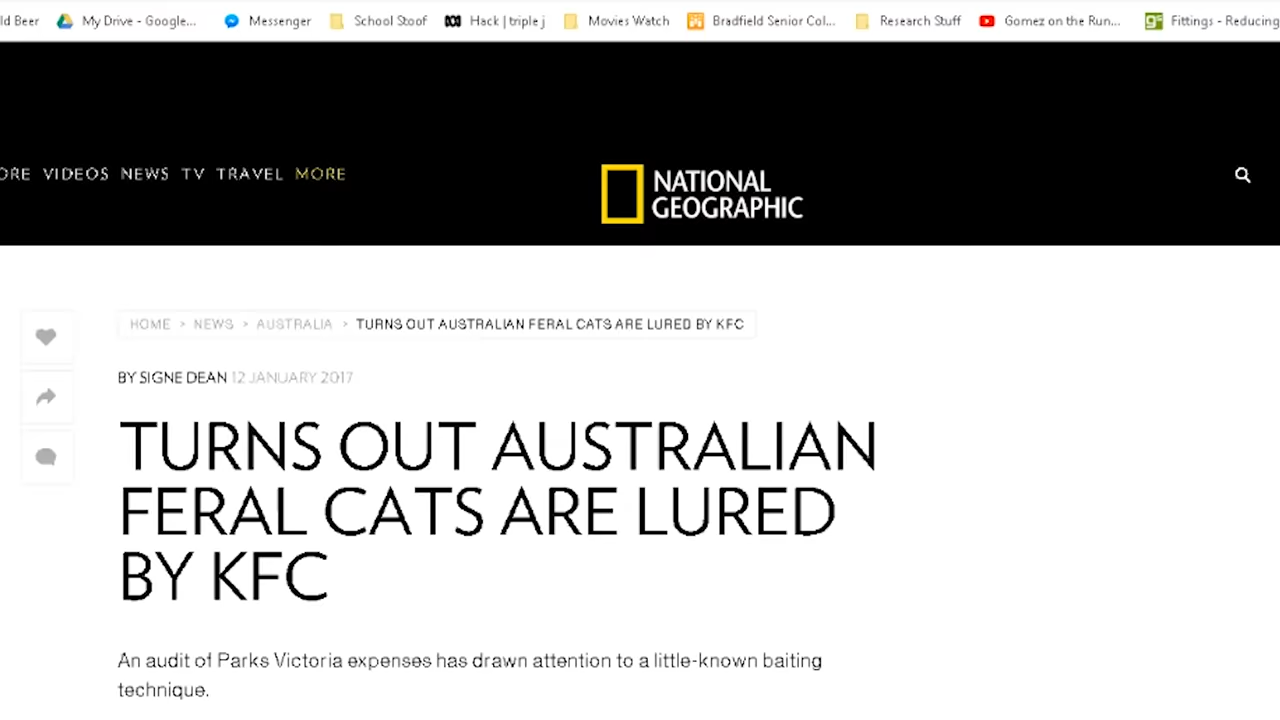 ld Beer My Drive - Google... Messenger School Stoof Hack | triple j Movies Watch Bradfield Senior Col... Research Stuff Gomez on the Run... Fittings - Reducing
ORE VIDEOS NEWS TV TRAVEL MORE
NATIONAL
GEOGRAPHIC
HOME > NEWS > AUSTRALIA > TURNS OUT AUSTRALIAN FERAL CATS ARE LURED BY KFC
BY SIGNE DEAN 12 JANUARY 2017
TURNS OUT AUSTRALIAN
FERAL CATS ARE LURED
BY KFC
An audit of Parks Victoria expenses has drawn attention to a little-known baiting
technique.